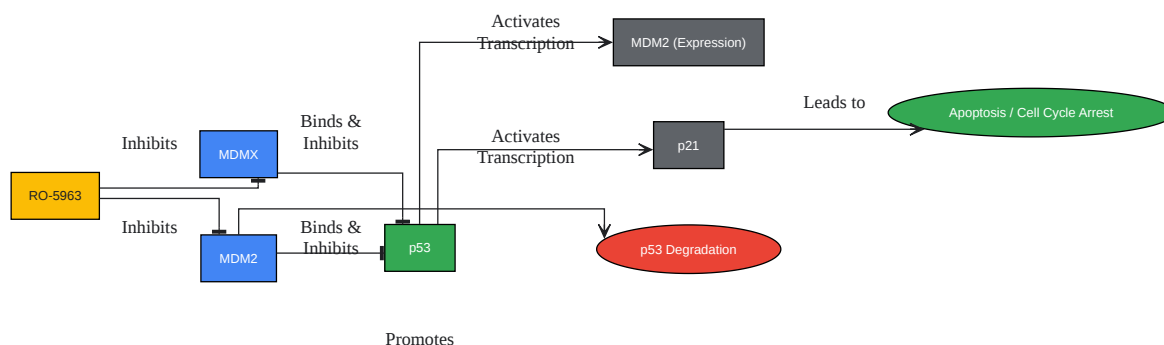 Activates
Transcription
MDM2 (Expression)
Leads to
Apoptosis / Cell Cycle Arrest
Inhibits
MDMX
Binds &
Inhibits
Activates
Transcription
p21
RO-5963
Inhibits
MDM2
Binds &
Inhibits
p53
p53 Degradation
Promotes